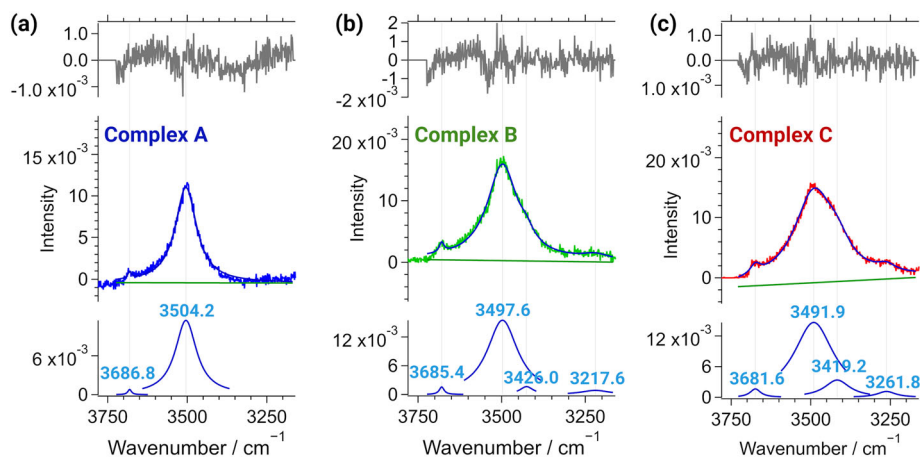 (a)
1.0
0.0
-1.0 x10⁻³
Complex A
15 x10⁻³
10
5
0
Intensity
3504.2
3686.8
6 x10⁻³
0
3750
3500
3250
Wavenumber / cm⁻¹
(b)
2
1
0
-1
-2 x10⁻³
Complex B
20 x10⁻³
10
0
Intensity
3497.6
3685.4
3426.0
3217.6
12 x10⁻³
6
0
3750
3500
3250
Wavenumber / cm⁻¹
(c)
1.0
0.0
1.0 x10⁻³
Complex C
20 x10⁻³
10
0
Intensity
3491.9
3419.2
3681.6
3261.8
12 x10⁻³
6
0
3750
3500
3250
Wavenumber / cm⁻¹